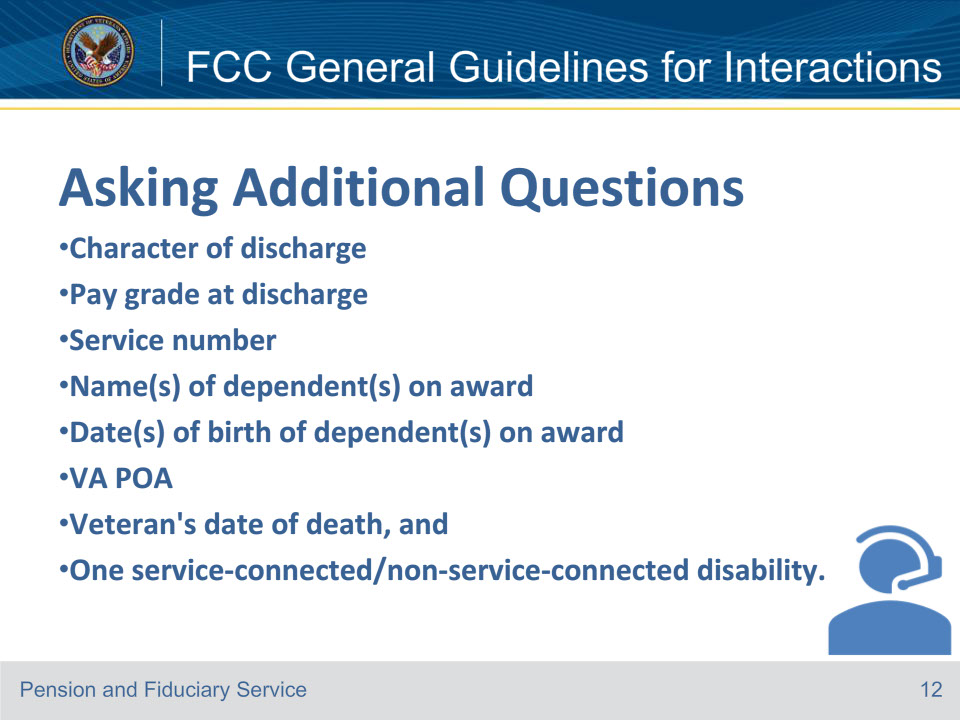 FCC General Guidelines for Interactions
Asking Additional Questions
•Character of discharge
•Pay grade at discharge
•Service number
•Name(s) of dependent(s) on award
•Date(s) of birth of dependent(s) on award
•VA POA
•Veteran's date of death, and
•One service-connected/non-service-connected disability.
Pension and Fiduciary Service
12